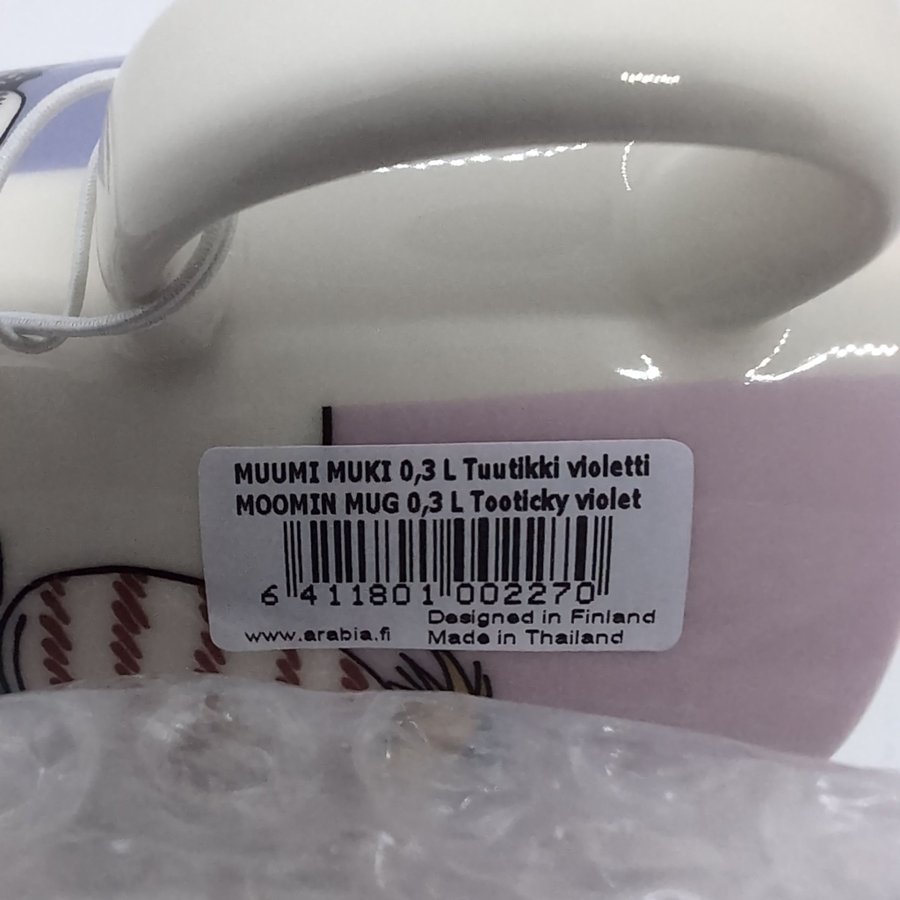 MUUMI MUKI 0,3 L Tuutikki violetti
MOOMIN MUG 0,3 L Tooticky violet
6 411801 002270
Designed in Finland
www.arabia.fi Made in Thailand